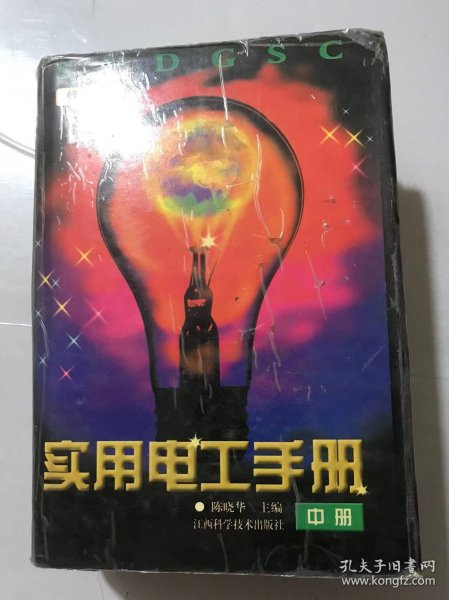 DGSC
实用电工手册
陈晓华 主编
江西科学技术出版社
中册
孔夫子旧书网
www.kongfz.com